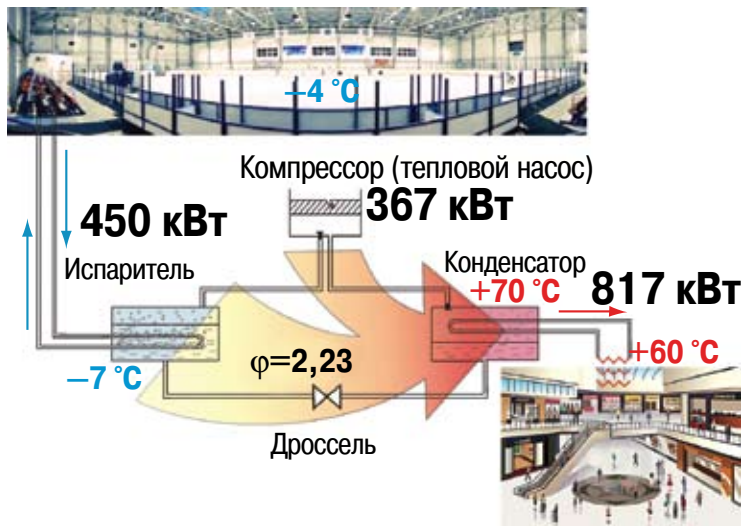 −4 °C
Компрессор (тепловой насос)
450 кВт
367 кВт
Испаритель
Конденсатор
+70 °C
817 кВт
+60 °C
−7 °C
φ=2,23
Дроссель